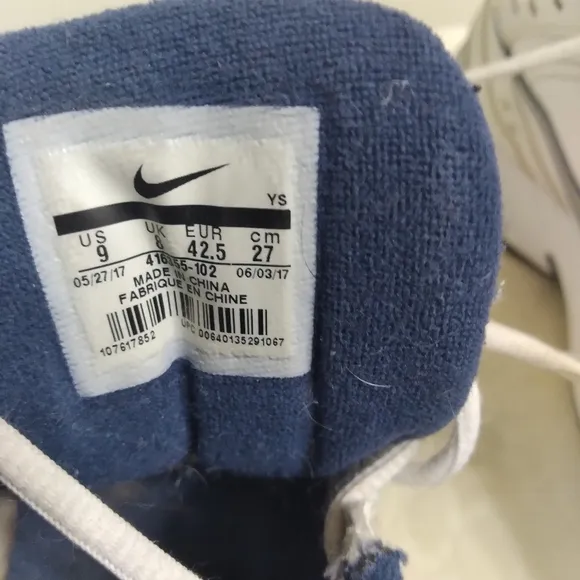 YS
US UK EUR cm
9 8 42.5 27
05/27/17 06/03/17
MADE IN CHINA
FABRIQUE EN CHINE
107617852
UPC 00640135291067